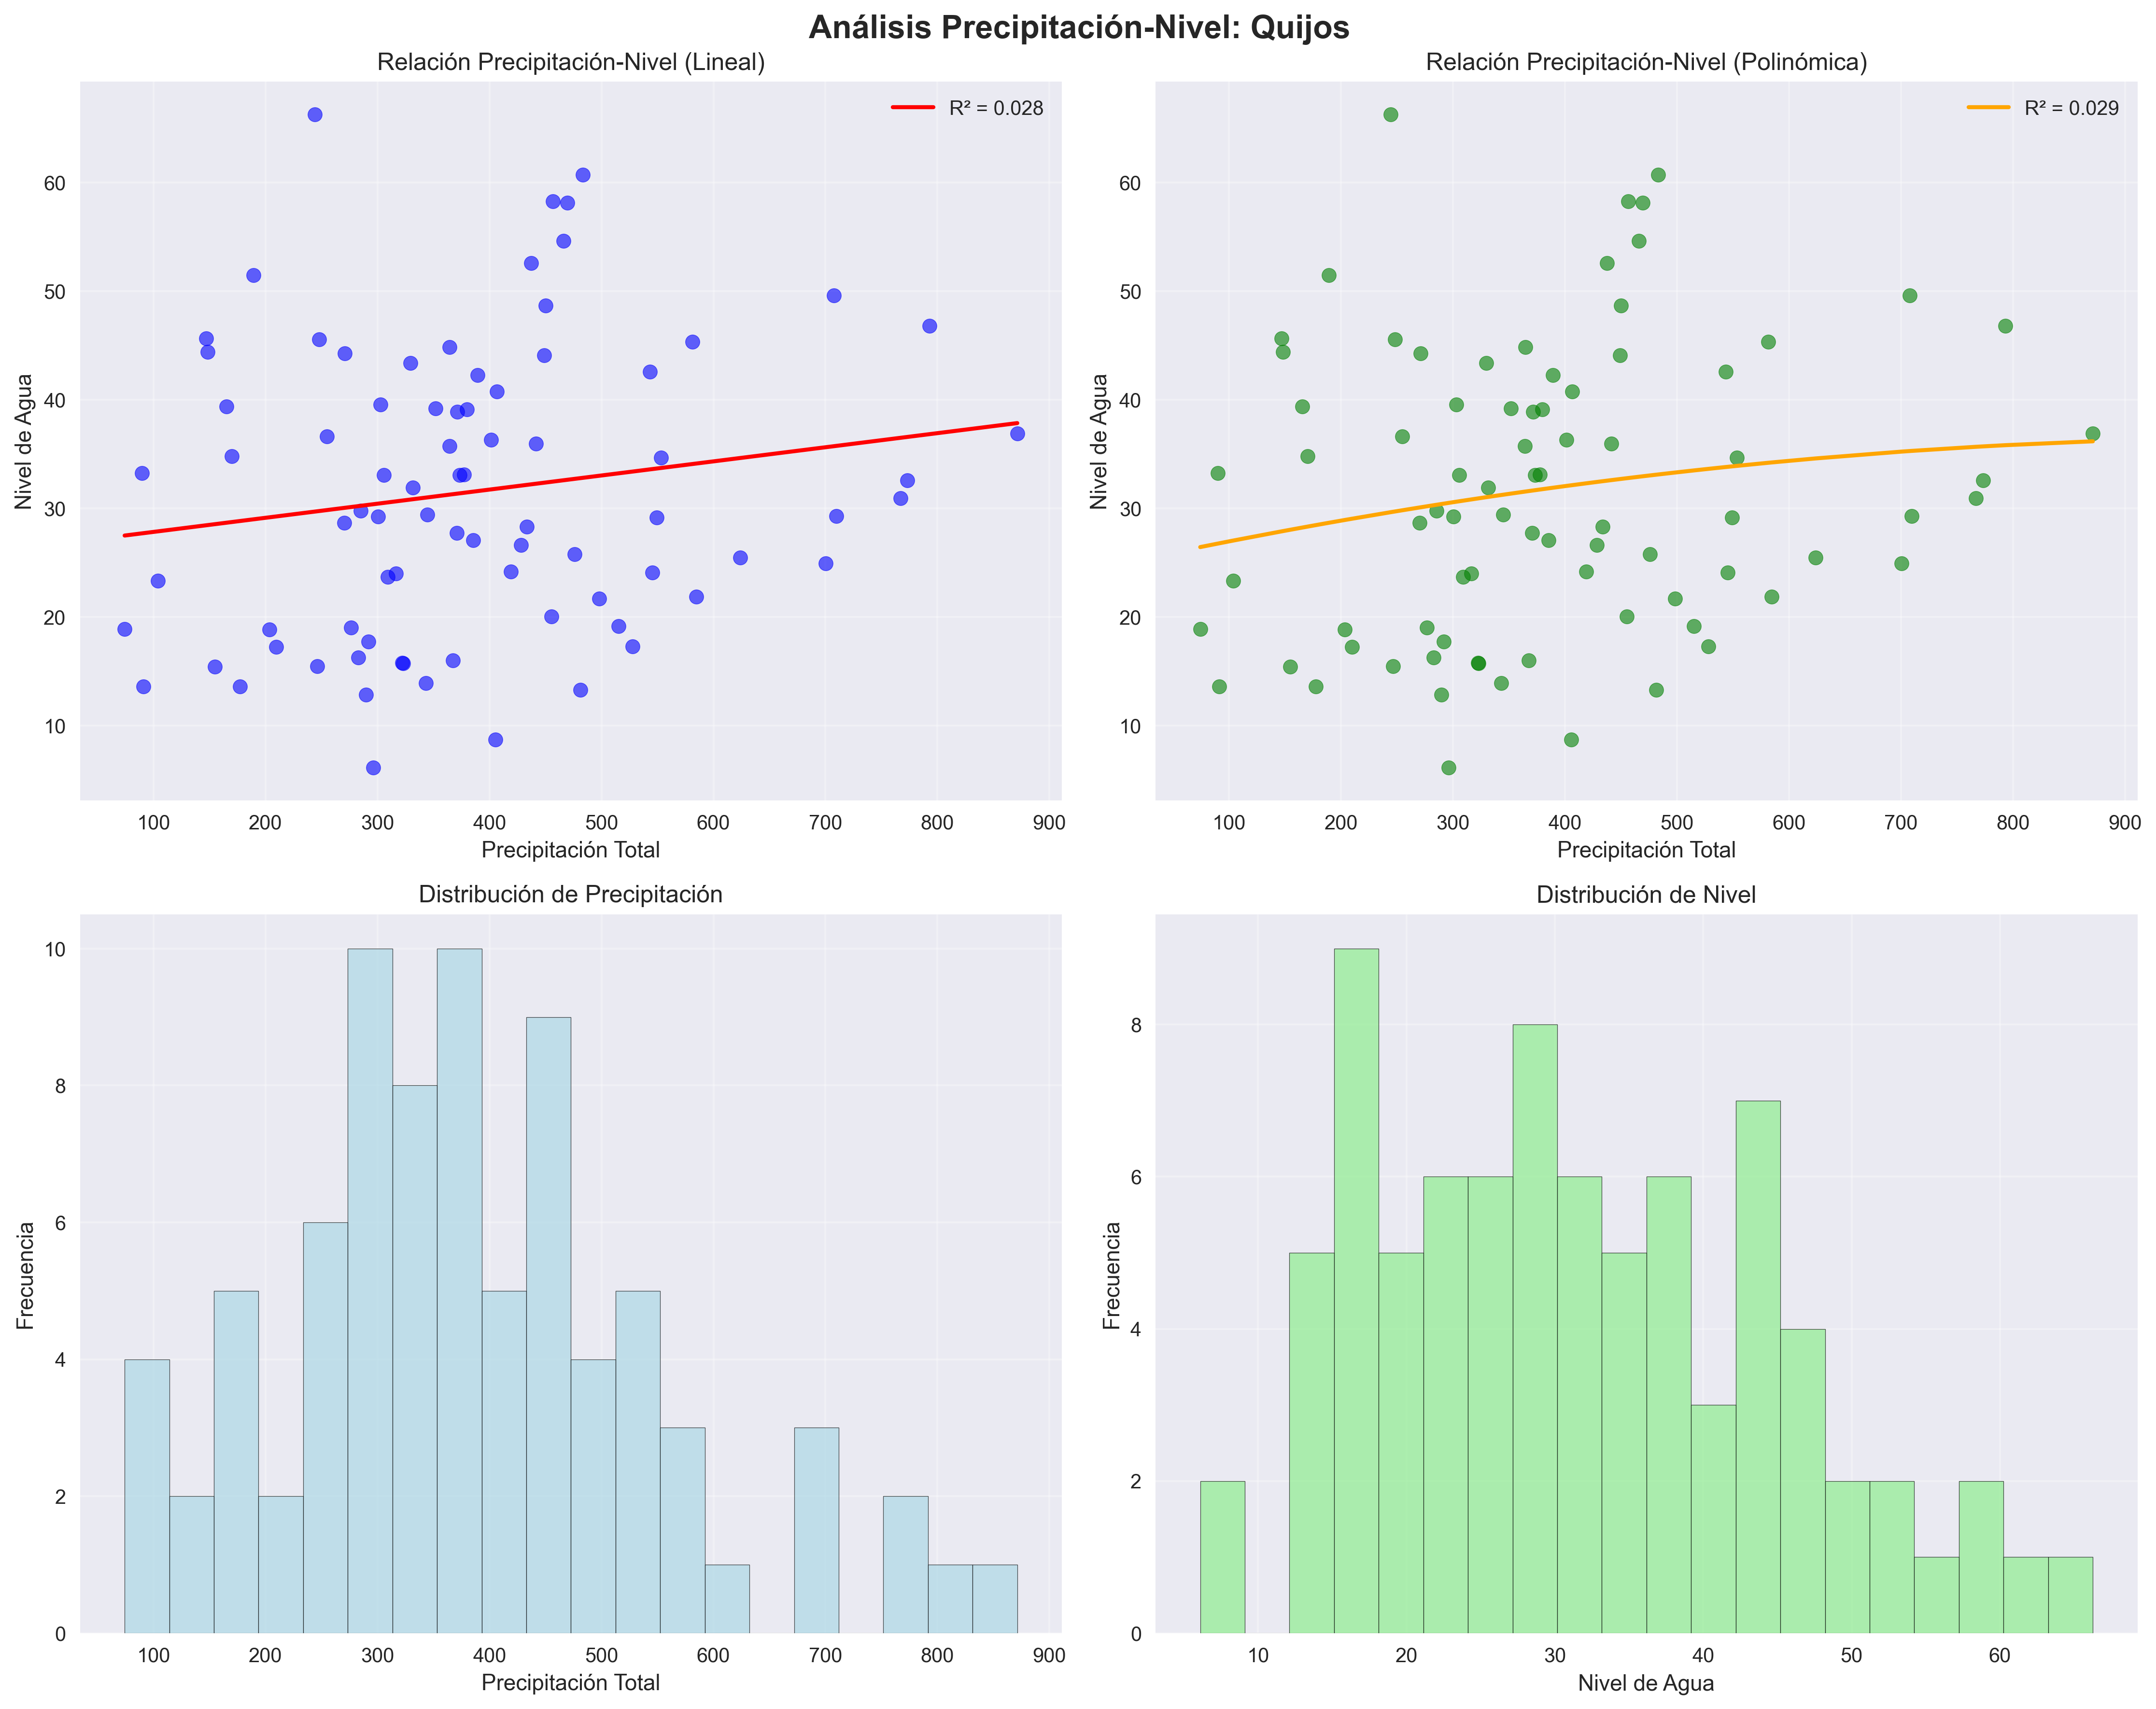 Análisis Precipitación-Nivel: Quijos
Relación Precipitación-Nivel (Lineal)
R² = 0.028
Nivel de Agua
60
50
40
30
20
10
100 200 300 400 500 600 700 800 900
Precipitación Total
Relación Precipitación-Nivel (Polinómica)
R² = 0.029
Nivel de Agua
60
50
40
30
20
10
100 200 300 400 500 600 700 800 900
Precipitación Total
Distribución de Precipitación
Frecuencia
10
8
6
4
2
0
100 200 300 400 500 600 700 800 900
Precipitación Total
Distribución de Nivel
Frecuencia
8
6
4
2
0
10 20 30 40 50 60
Nivel de Agua